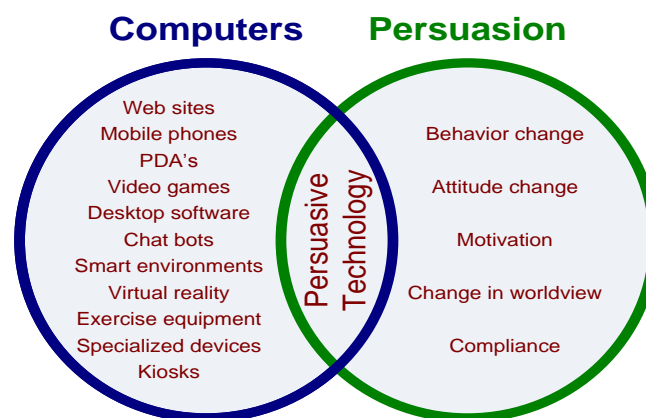 Computers
Persuasion
Web sites
Mobile phones
PDA's
Video games
Desktop software
Chat bots
Smart environments
Virtual reality
Exercise equipment
Specialized devices
Kiosks
Persuasive
Technology
Behavior change
Attitude change
Motivation
Change in worldview
Compliance